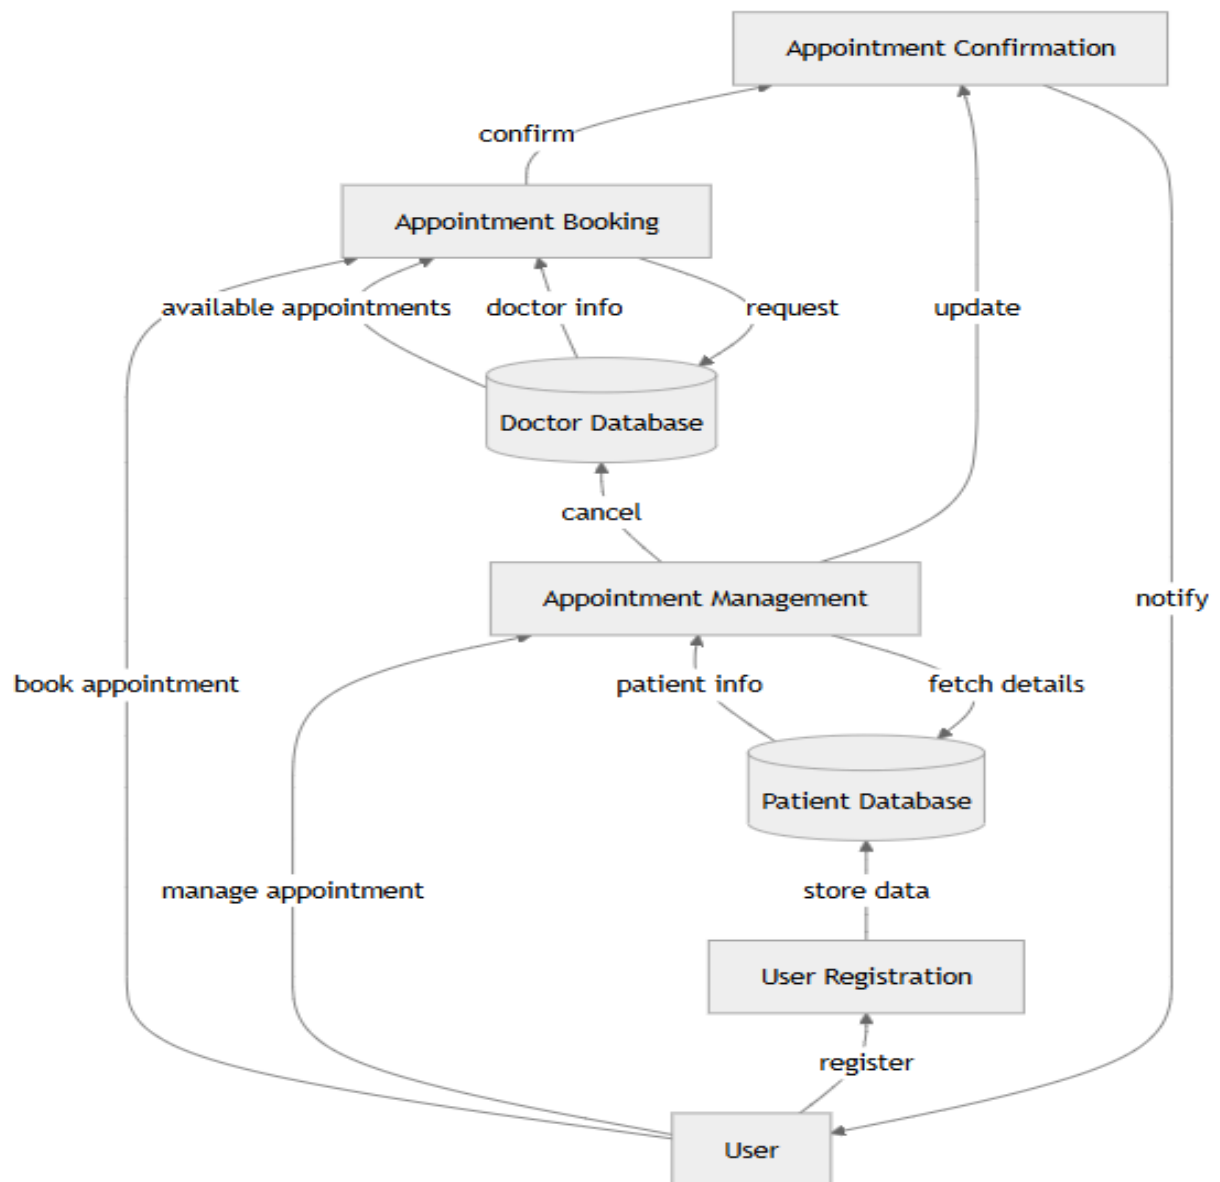 Appointment Confirmation
confirm
Appointment Booking
available appointments
doctor info
request
update
Doctor Database
cancel
Appointment Management
notify
book appointment
patient info
fetch details
Patient Database
manage appointment
store data
User Registration
register
User